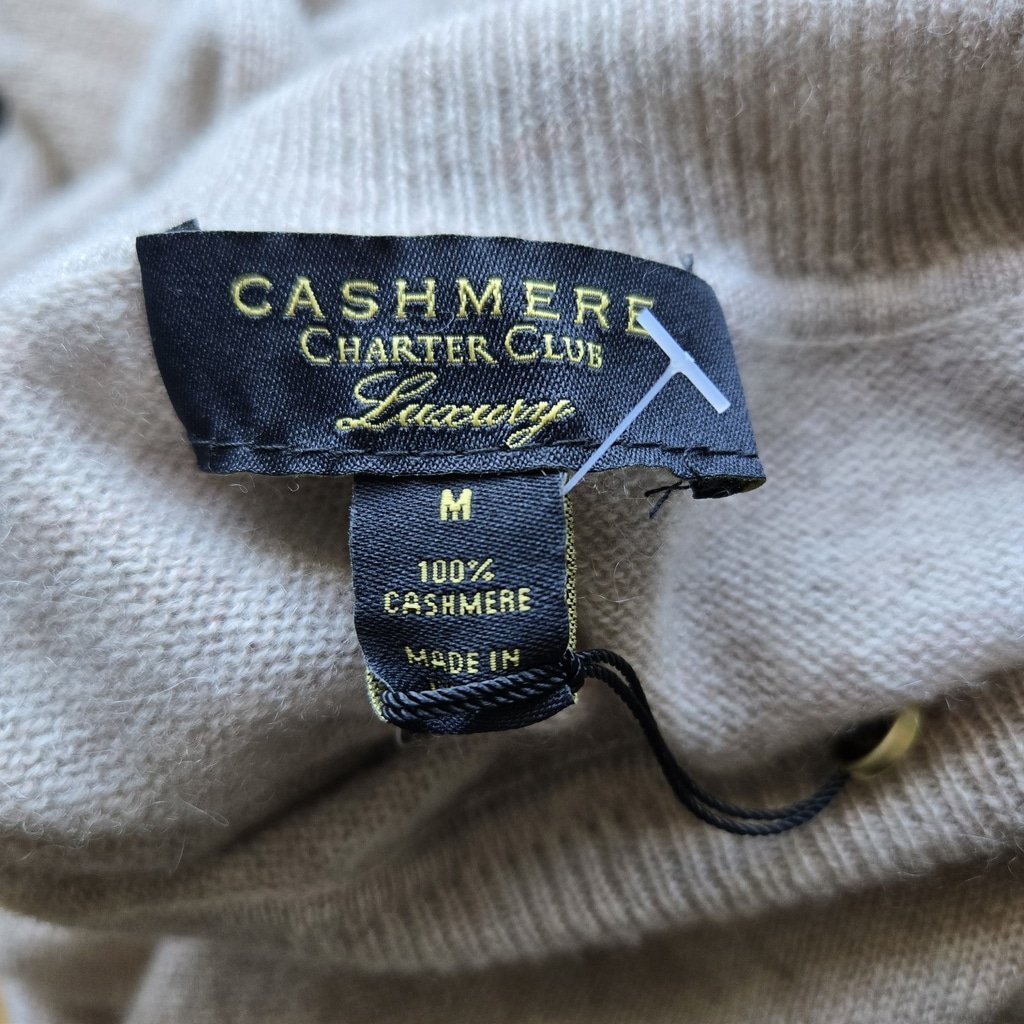 CASHMERE
CHARTER CLUB
Luxury
M
100%
CASHMERE
MADE IN